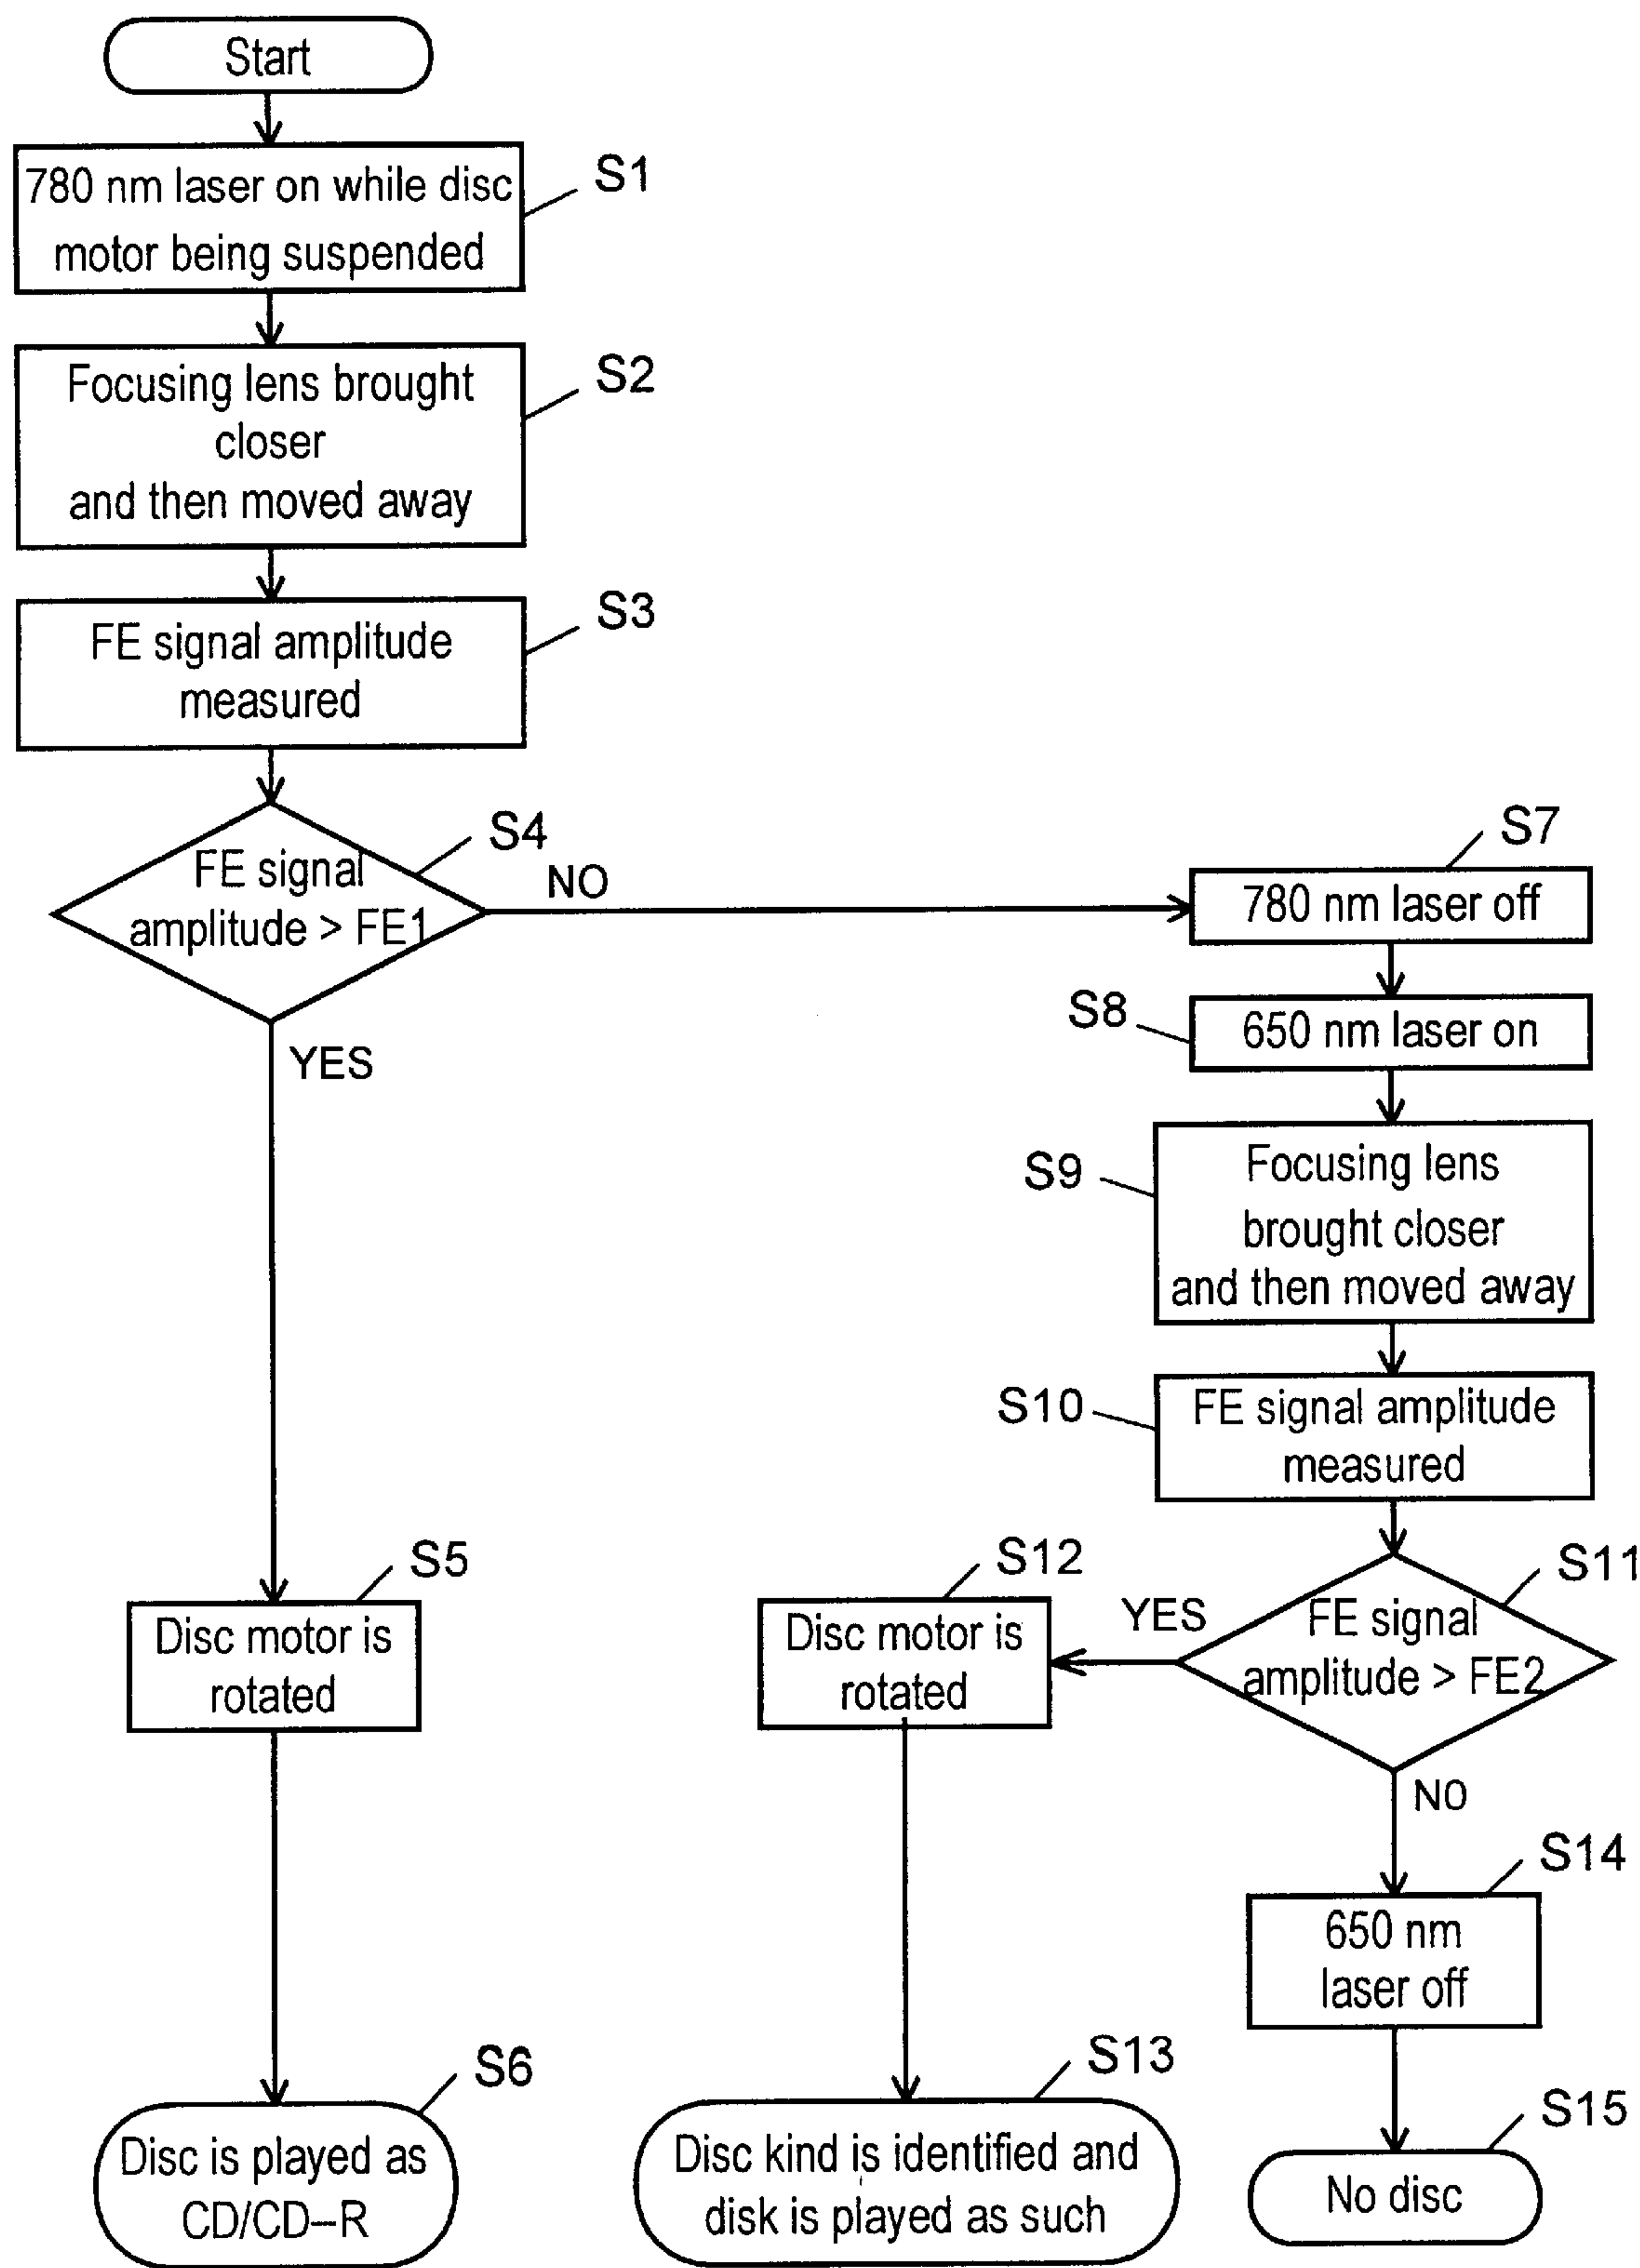 Start
780 nm laser on while disc
motor being suspended
S1
Focusing lens brought
closer
and then moved away
S2
FE signal amplitude
measured
S3
FE signal
amplitude > FE1
S4
NO
YES
S7
780 nm laser off
S8
650 nm laser on
S9
Focusing lens
brought closer
and then moved away
S10
FE signal amplitude
measured
S11
FE signal
amplitude > FE2
YES
NO
S5
Disc motor is
rotated
S12
Disc motor is
rotated
S14
650 nm
laser off
S6
Disc is played as
CD/CD–R
S13
Disc kind is identified and
disk is played as such
S15
No disc